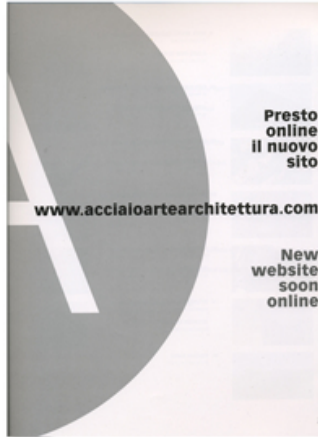 Presto
online
il nuovo
sito
www.acciaioartearchitettura.com
New
website
soon
online
A